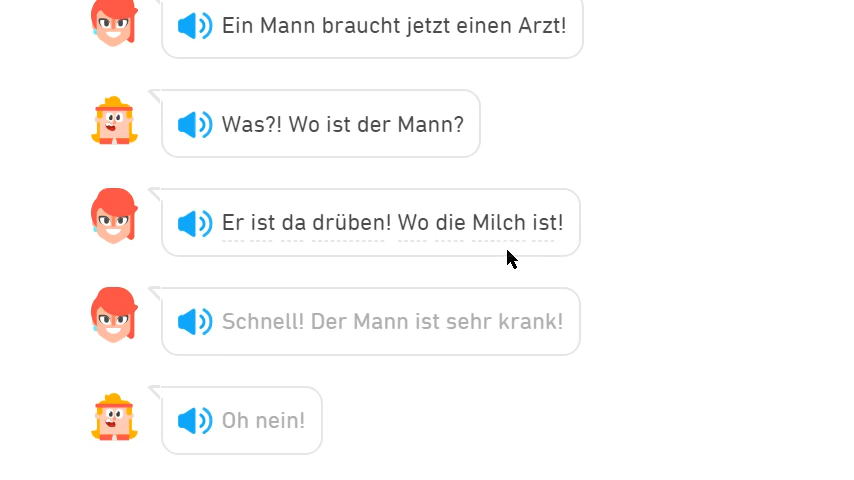 Ein Mann braucht jetzt einen Arzt!
Was?! Wo ist der Mann?
Er ist da drüben! Wo die Milch ist!
Schnell! Der Mann ist sehr krank!
Oh nein!